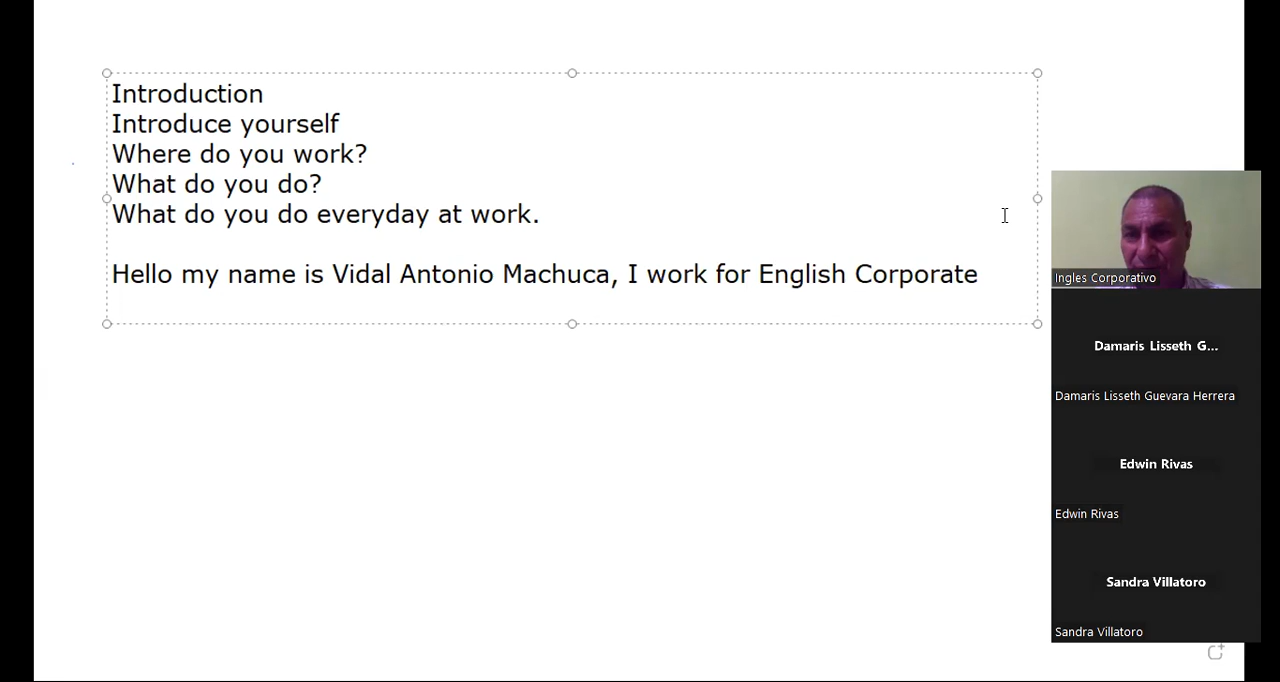 Introduction
Introduce yourself
Where do you work?
What do you do?
What do you do everyday at work.
Hello my name is Vidal Antonio Machuca, I work for English Corporate
Ingles Corporativo
Damaris Lisseth G...
Damaris Lisseth Guevara Herrera
Edwin Rivas
Edwin Rivas
Sandra Villatoro
Sandra Villatoro